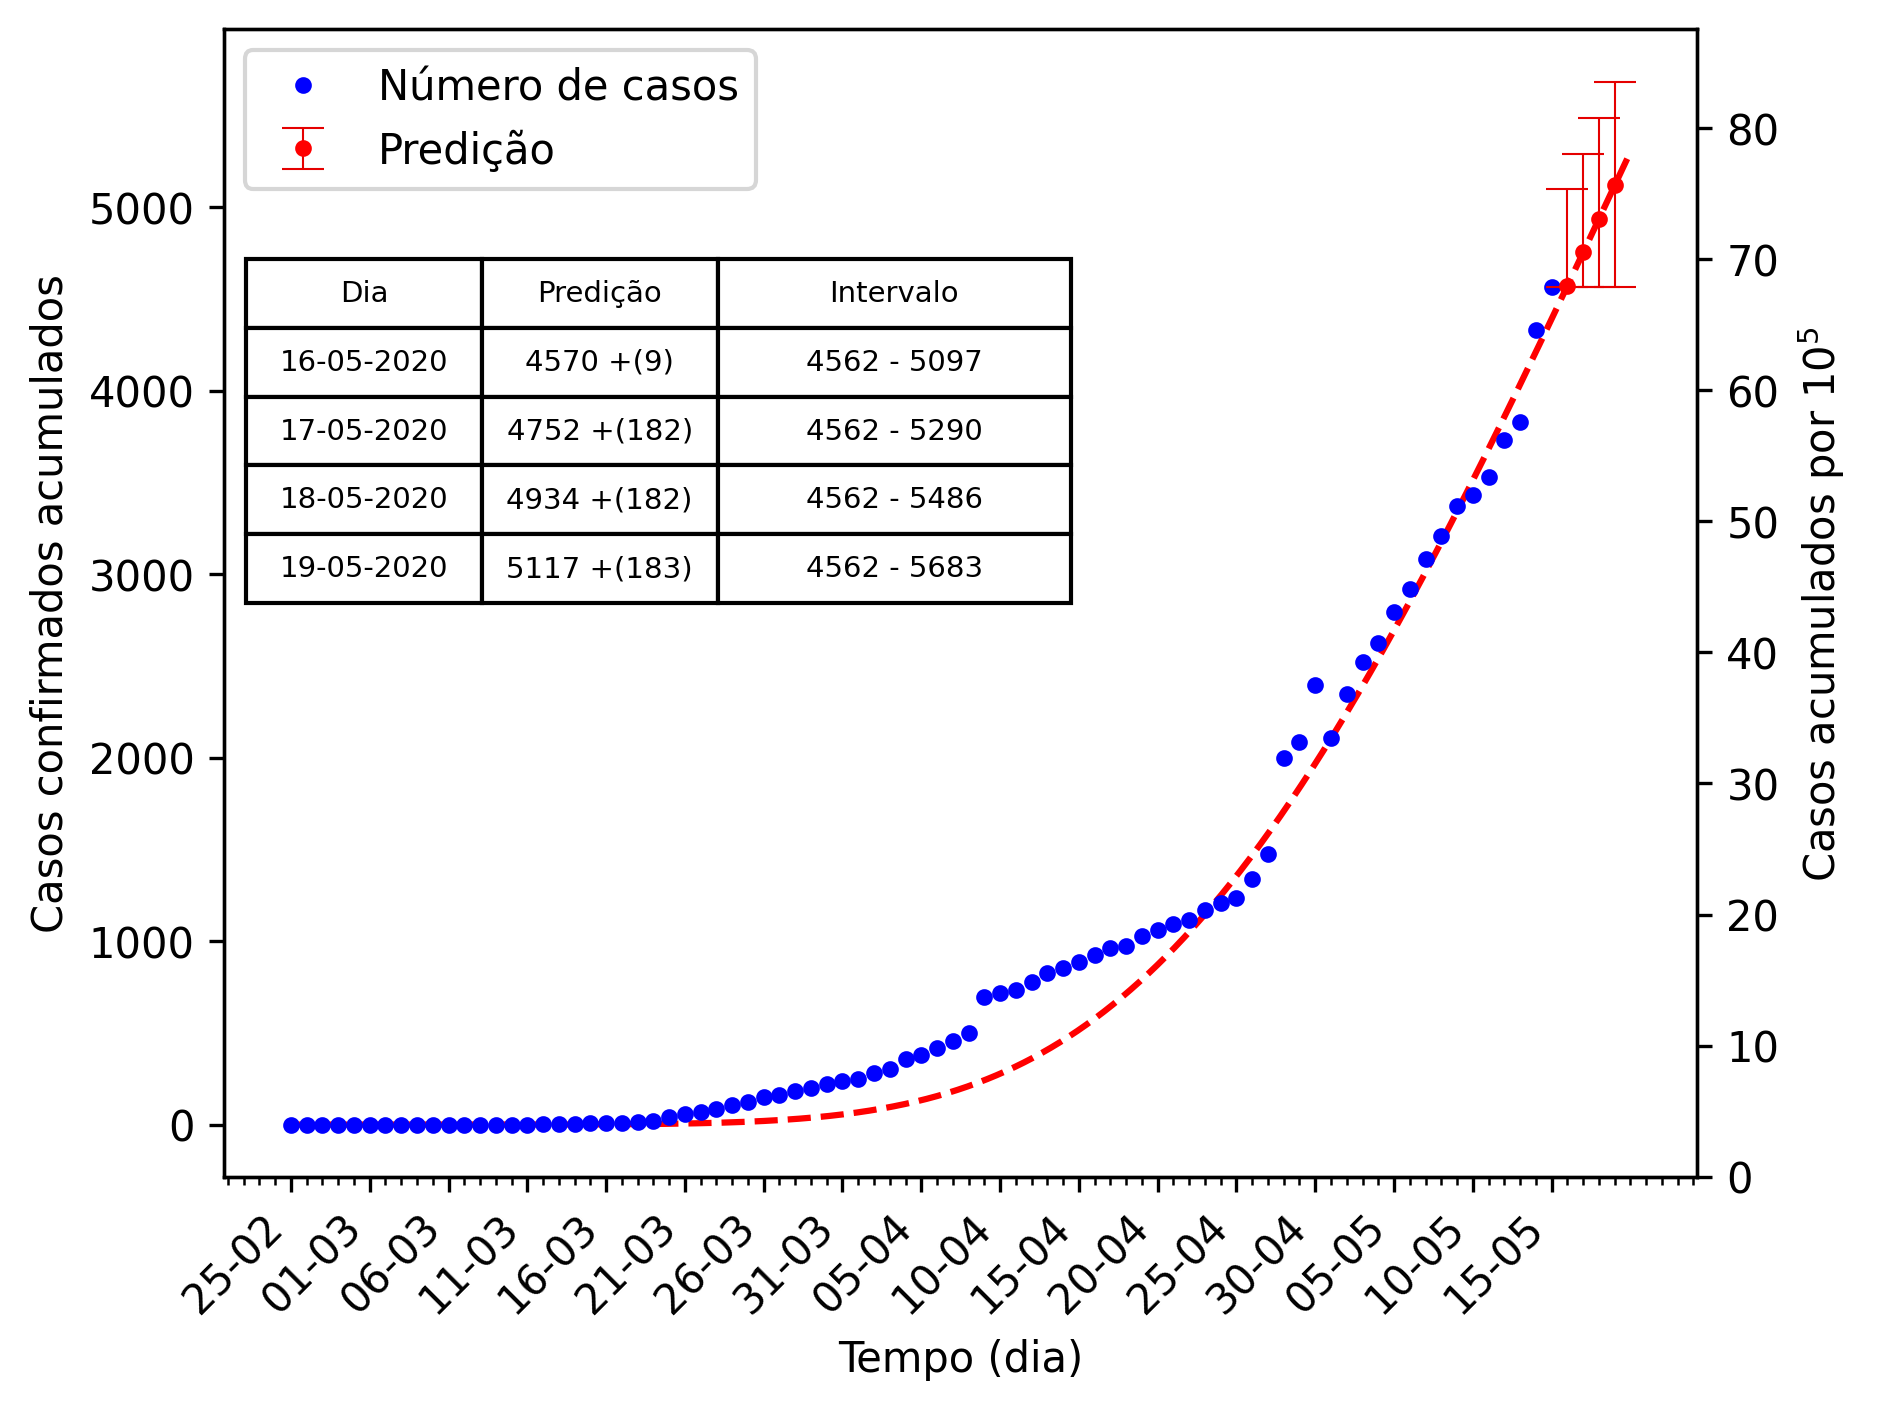 Número de casos
Predição
Dia Predição Intervalo
16-05-2020 4570 +(9) 4562 - 5097
17-05-2020 4752 +(182) 4562 - 5290
18-05-2020 4934 +(182) 4562 - 5486
19-05-2020 5117 +(183) 4562 - 5683
Casos confirmados acumulados
5000
4000
3000
2000
1000
0
80
70
60
50
40
30
20
10
0
Casos acumulados por 10⁵
25-02 01-03 06-03 11-03 16-03 21-03 26-03 31-03 05-04 10-04 15-04 20-04 25-04 30-04 05-05 10-05 15-05
Tempo (dia)